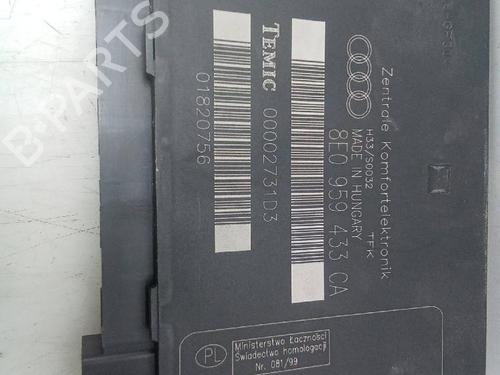 Zentrale Komfortelektronik
H33/S0032
TFK
MADE IN HUNGARY
8E0 959 433 CA
TEMIC
00002731D3
01820756
PL
Ministerstwo Łączności
Świadectwo homologacji
Nr. 081/99
B-PARTS